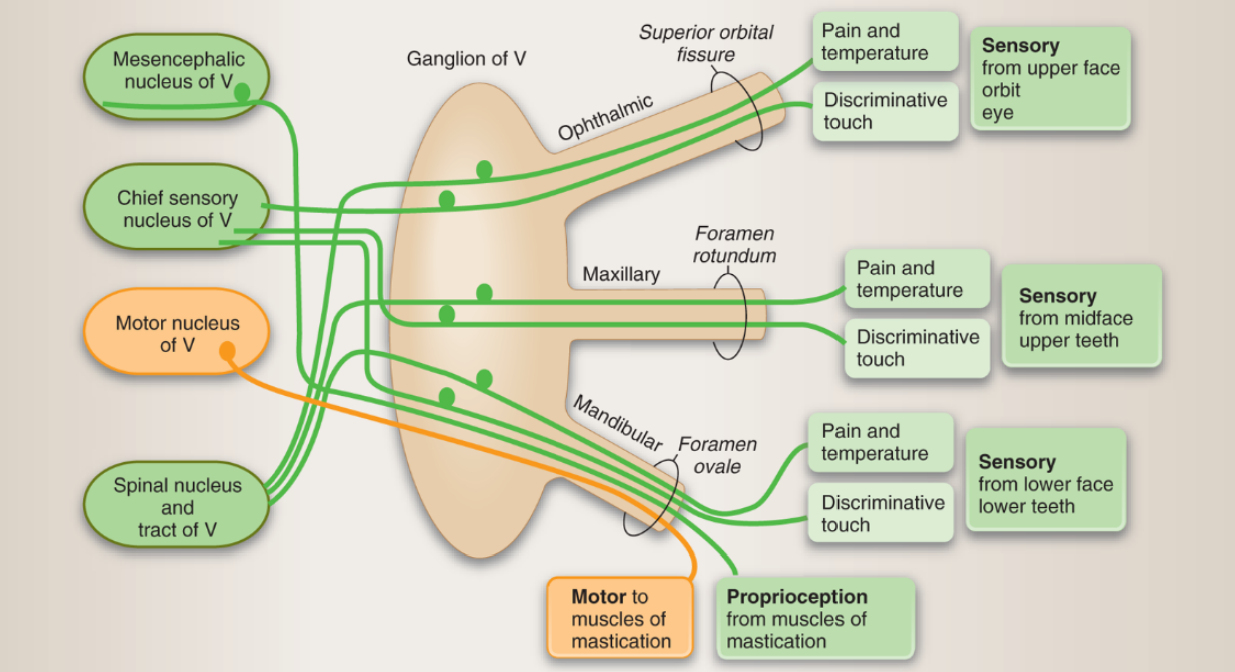 Mesencephalic
nucleus of V
Chief sensory
nucleus of V
Motor nucleus
of V
Spinal nucleus
and
tract of V
Ganglion of V
Ophthalmic
Superior orbital
fissure
Pain and
temperature
Discriminative
touch
Sensory
from upper face
orbit
eye
Maxillary
Foramen
rotundum
Pain and
temperature
Discriminative
touch
Sensory
from midface
upper teeth
Mandibular
Foramen
ovale
Pain and
temperature
Discriminative
touch
Sensory
from lower face
lower teeth
Motor to
muscles of
mastication
Proprioception
from muscles of
mastication